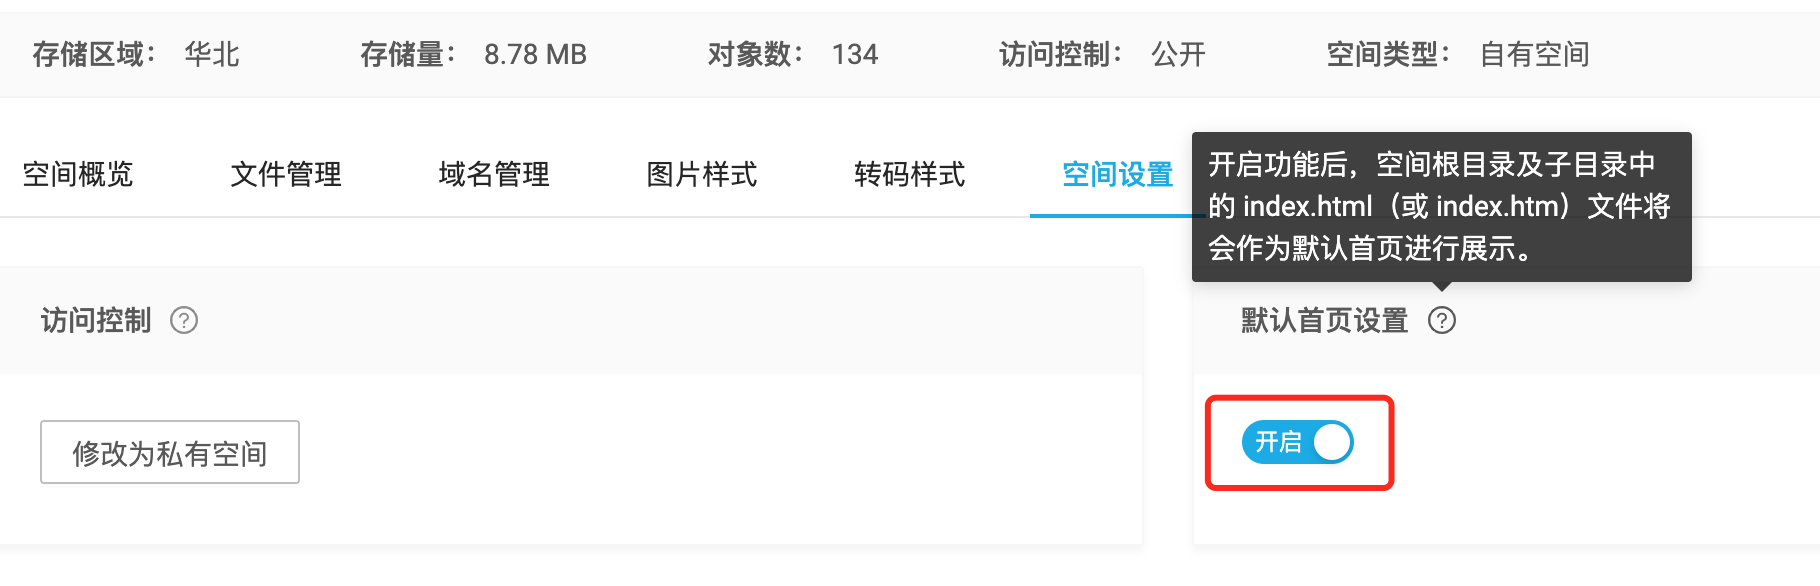 存储区域： 华北 存储量： 8.78 MB 对象数： 134 访问控制： 公开 空间类型： 自有空间
空间概览 文件管理 域名管理 图片样式 转码样式 空间设置
开启功能后，空间根目录及子目录中
的 index.html（或 index.htm）文件将
会作为默认首页进行展示。
访问控制 ?
默认首页设置 ?
修改为私有空间
开启